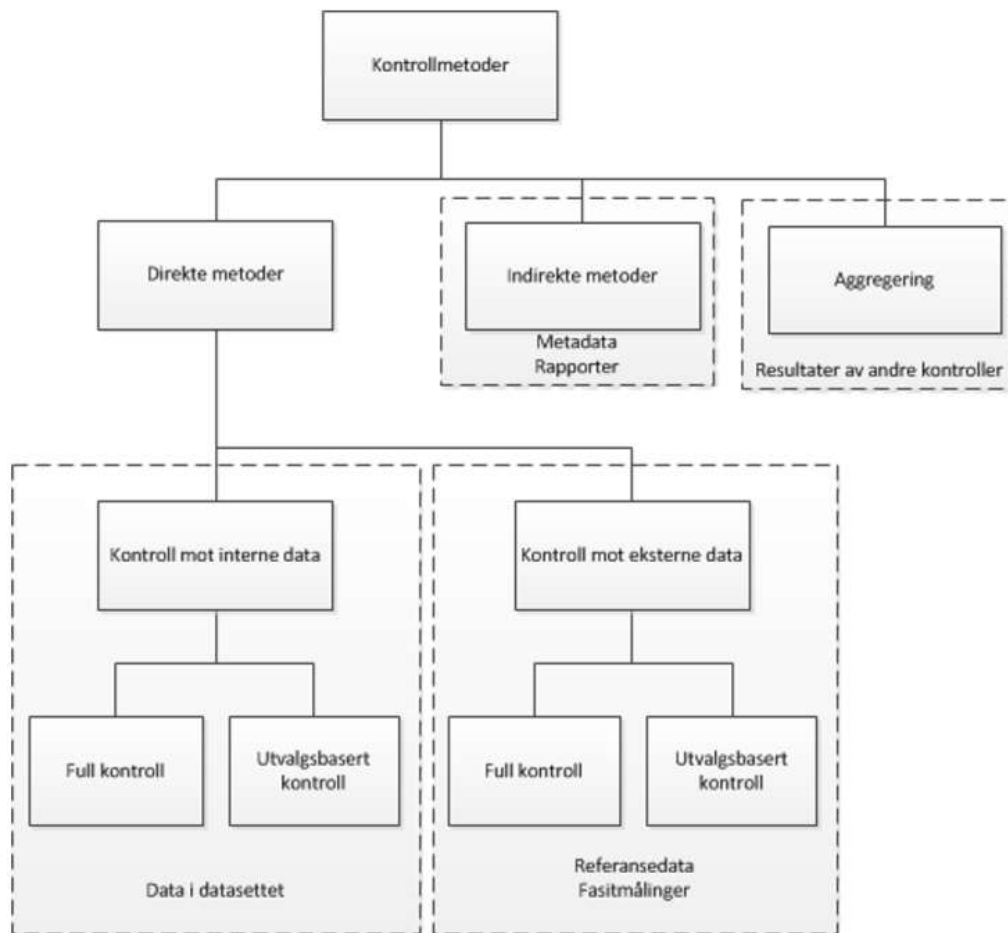 Kontrollmetoder
Direkte metoder
Indirekte metoder
Aggregering
Metadata
Rapporter
Resultater av andre kontroller
Kontroll mot interne data
Kontroll mot eksterne data
Full kontroll
Utvalgsbasert
kontroll
Full kontroll
Utvalgsbasert
kontroll
Data i datasettet
Referansedata
Fasitmålinger